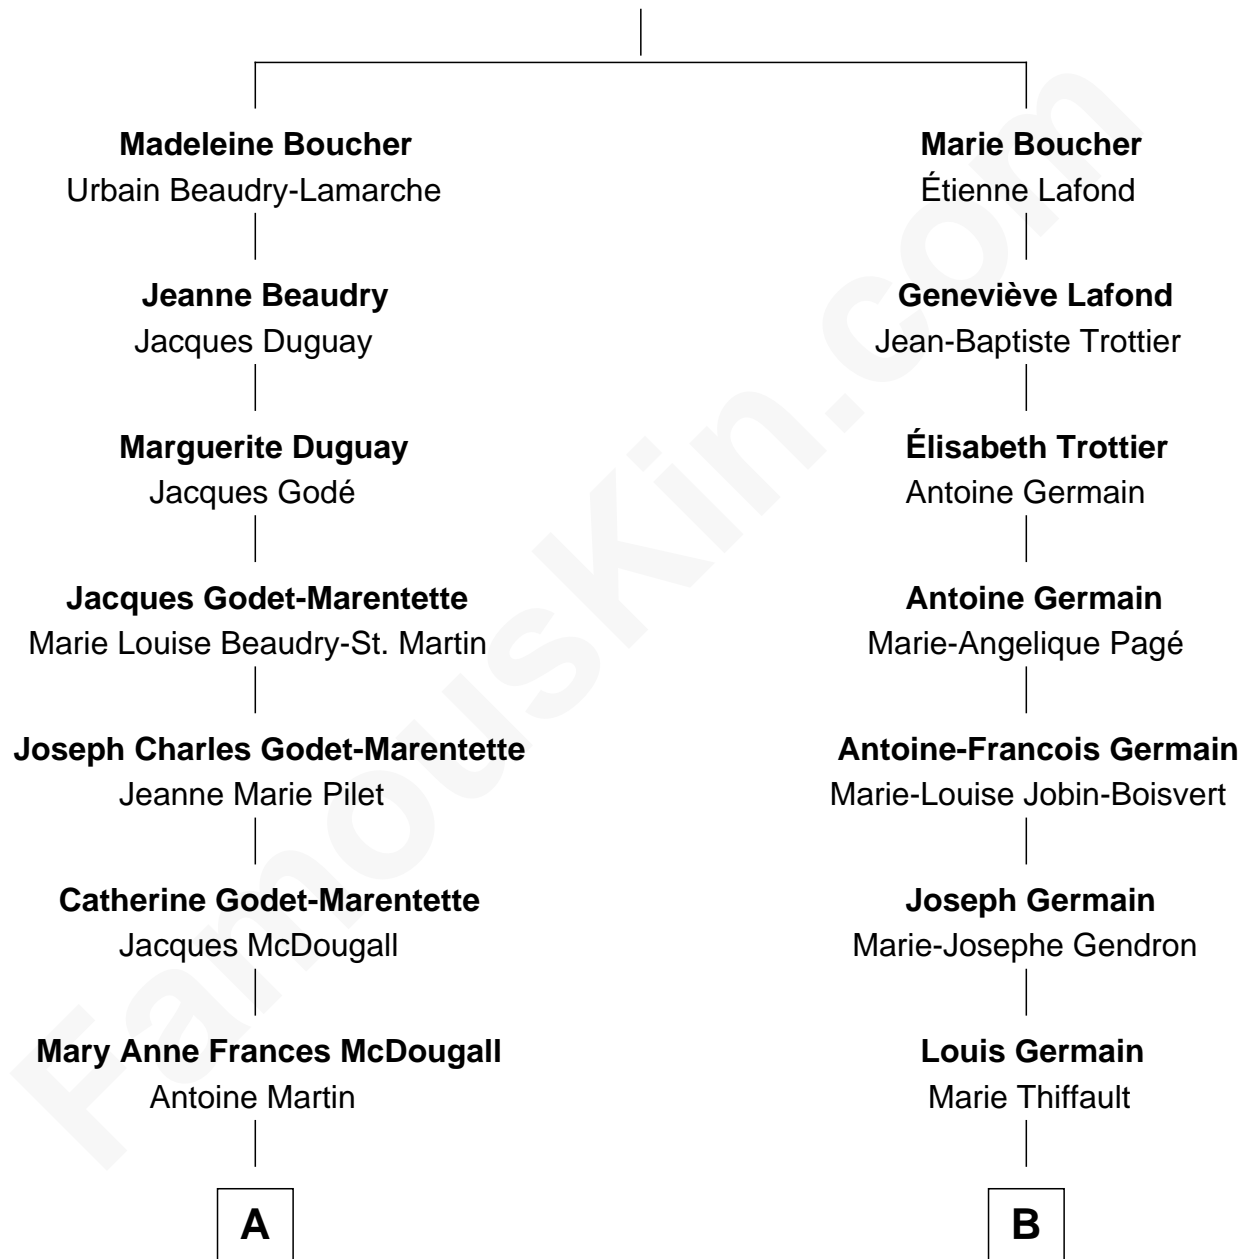 Madeleine Boucher
Urbain Beaudry-Lamarche
Jeanne Beaudry
Jacques Duguay
Marguerite Duguay
Jacques Godé
Jacques Godet-Marentette
Marie Louise Beaudry-St. Martin
Joseph Charles Godet-Marentette
Jeanne Marie Pilet
Catherine Godet-Marentette
Jacques McDougall
Mary Anne Frances McDougall
Antoine Martin
A
Marie Boucher
Étienne Lafond
Geneviève Lafond
Jean-Baptiste Trottier
Élisabeth Trottier
Antoine Germain
Antoine Germain
Marie-Angelique Pagé
Antoine-Francois Germain
Marie-Louise Jobin-Boisvert
Joseph Germain
Marie-Josephe Gendron
Louis Germain
Marie Thiffault
B
FamousKin.com